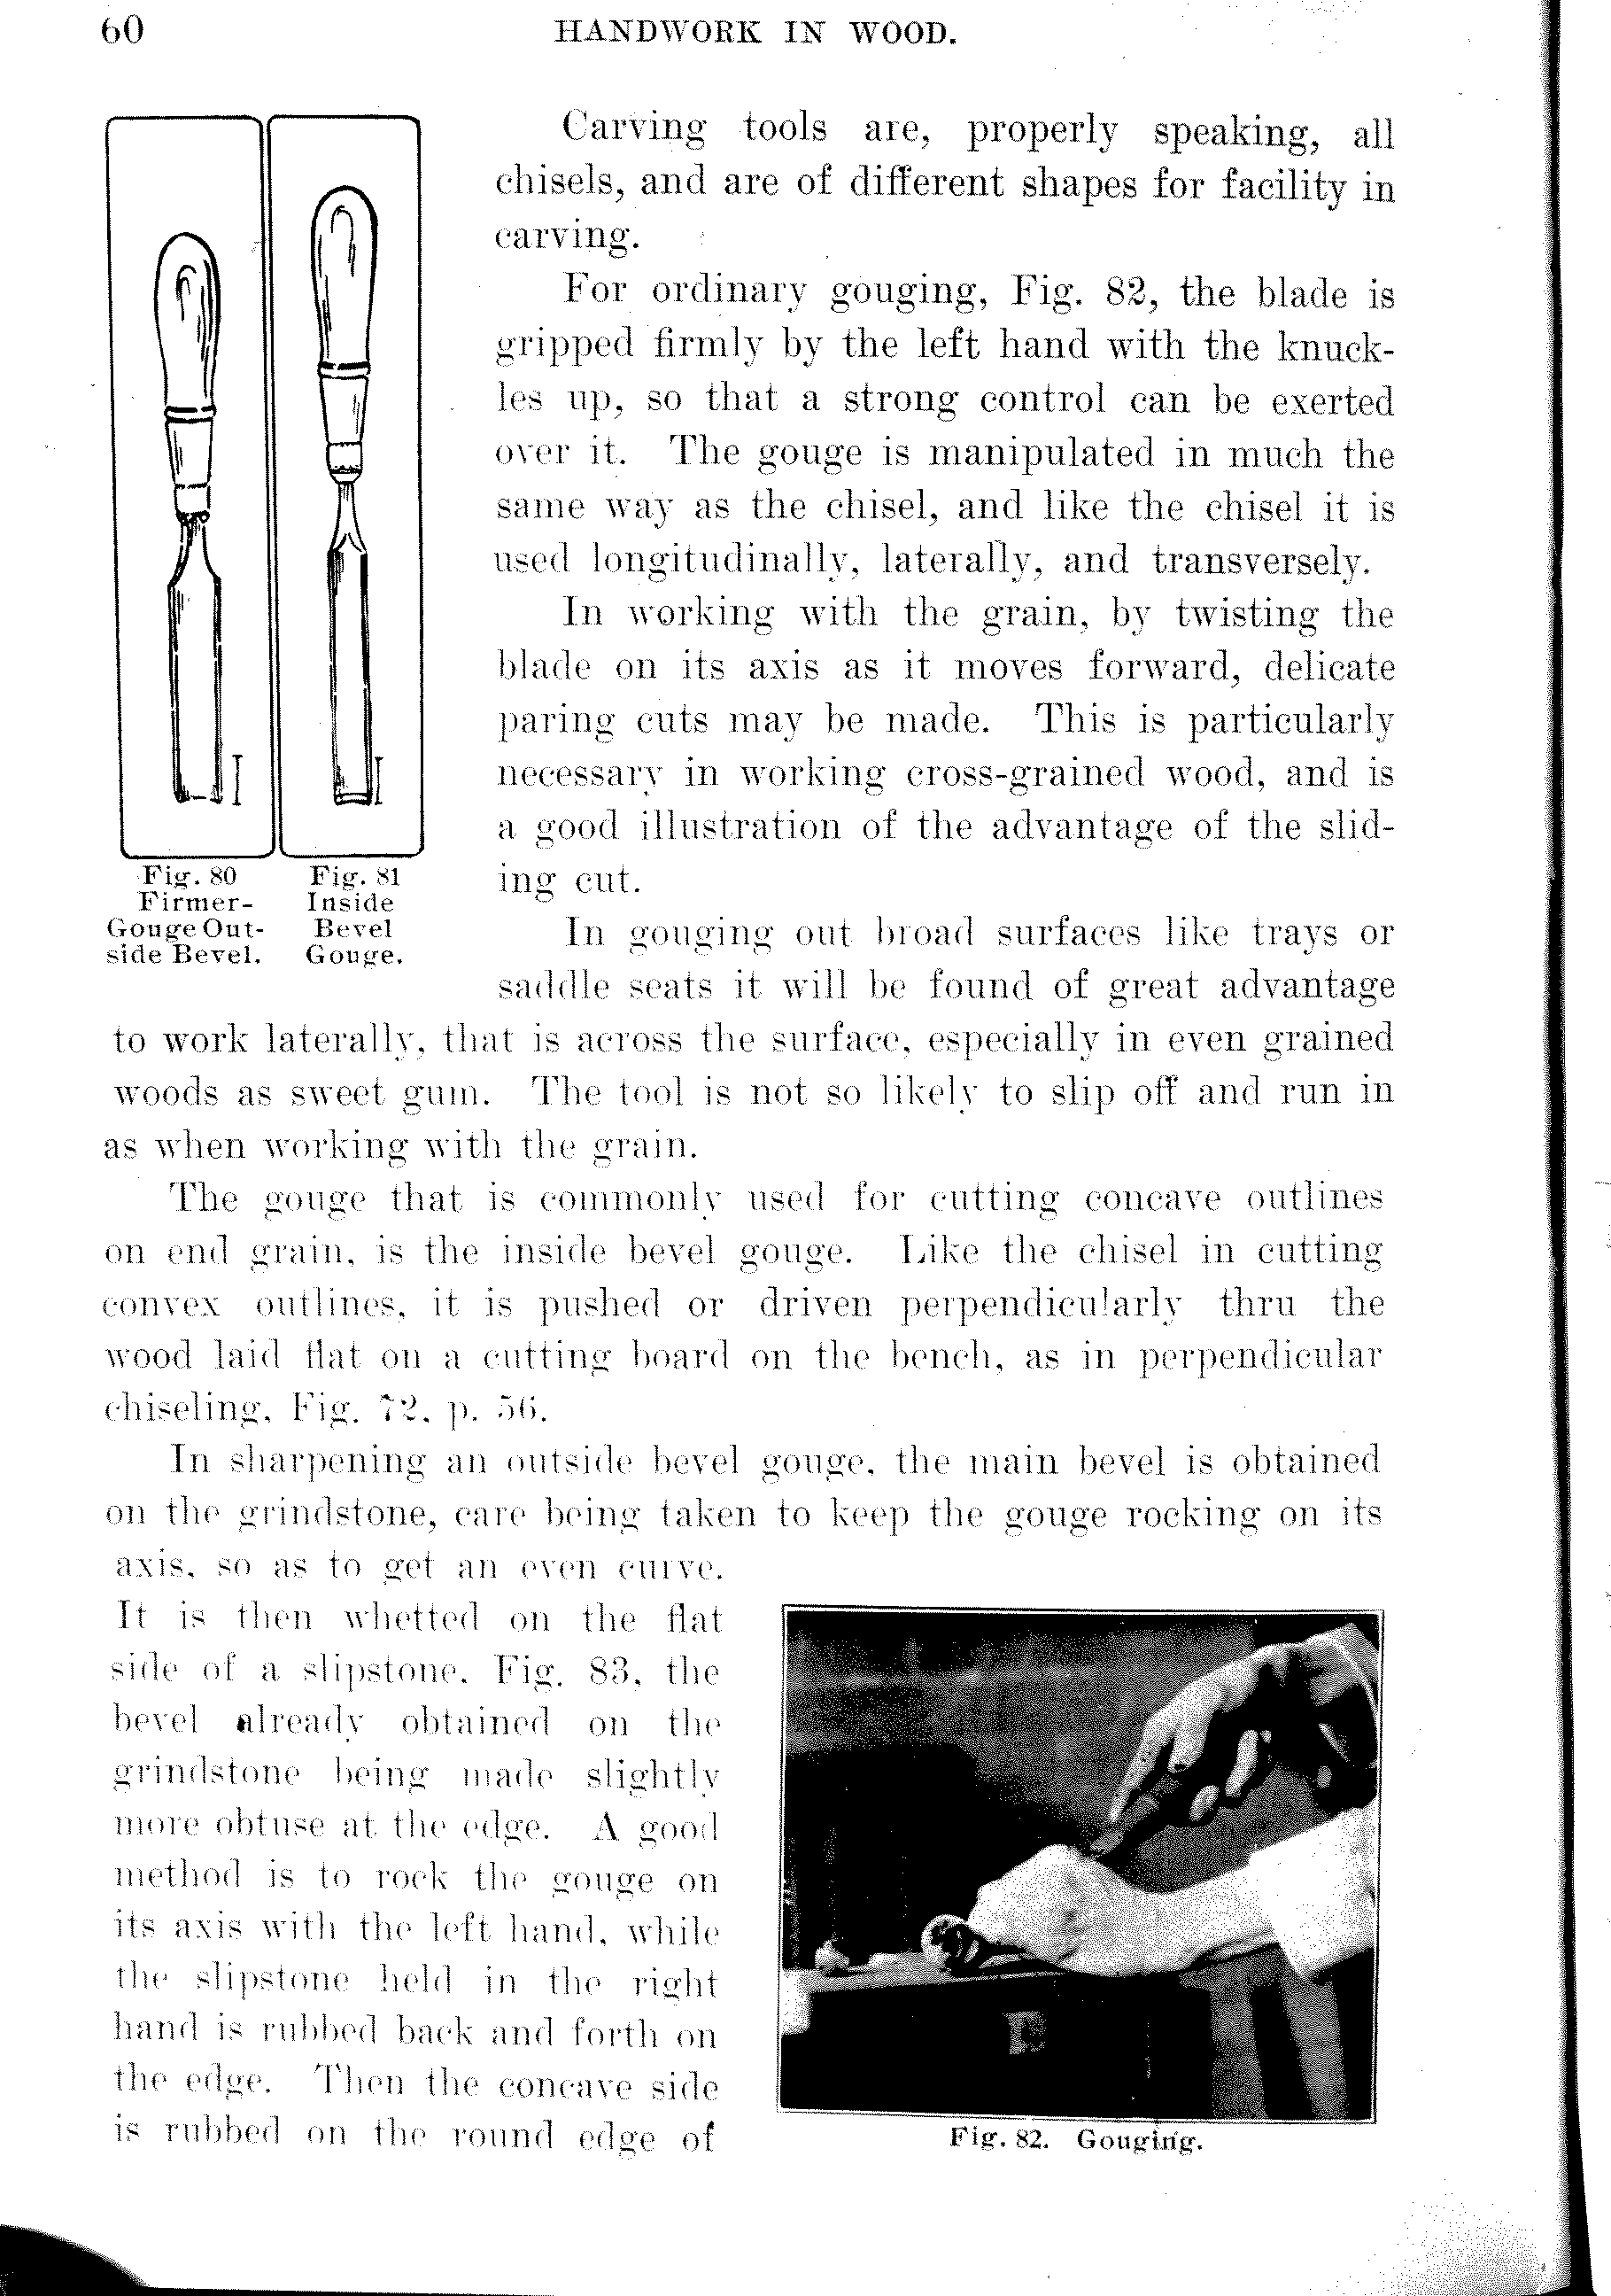 60
HANDWORK IN WOOD.
Carving tools are, properly speaking, all
chisels, and are of different shapes for facility in
carving.
For ordinary gouging, Fig. 82, the blade is
gripped firmly by the left hand with the knuck-
les up, so that a strong control can be exerted
over it. The gouge is manipulated in much the
same way as the chisel, and like the chisel it is
used longitudinally, laterally, and transversely.
In working with the grain, by twisting the
blade on its axis as it moves forward, delicate
paring cuts may be made. This is particularly
necessary in working cross-grained wood, and is
a good illustration of the advantage of the slid-
ing cut.
Fig. 80
Firmer-
Gouge Out-
side Bevel.
Fig. 81
Inside
Bevel
Gouge.
In gouging out broad surfaces like trays or
saddle seats it will be found of great advantage
to work laterally, that is across the surface, especially in even grained
woods as sweet gum. The tool is not so likely to slip off and run in
as when working with the grain.
The gouge that is commonly used for cutting concave outlines
on end grain, is the inside bevel gouge. Like the chisel in cutting
convex outlines, it is pushed or driven perpendicularly thru the
wood laid flat on a cutting board on the bench, as in perpendicular
chiseling, Fig. 72, p. 56.
In sharpening an outside bevel gouge, the main bevel is obtained
on the grindstone, care being taken to keep the gouge rocking on its
axis, so as to get an even curve.
It is then whetted on the flat
side of a slipstone, Fig. 83, the
bevel already obtained on the
grindstone being made slightly
more obtuse at the edge. A good
method is to rock the gouge on
its axis with the left hand, while
the slipstone held in the right
hand is rubbed back and forth on
the edge. Then the concave side
is rubbed on the round edge of
Fig. 82. Gouging.